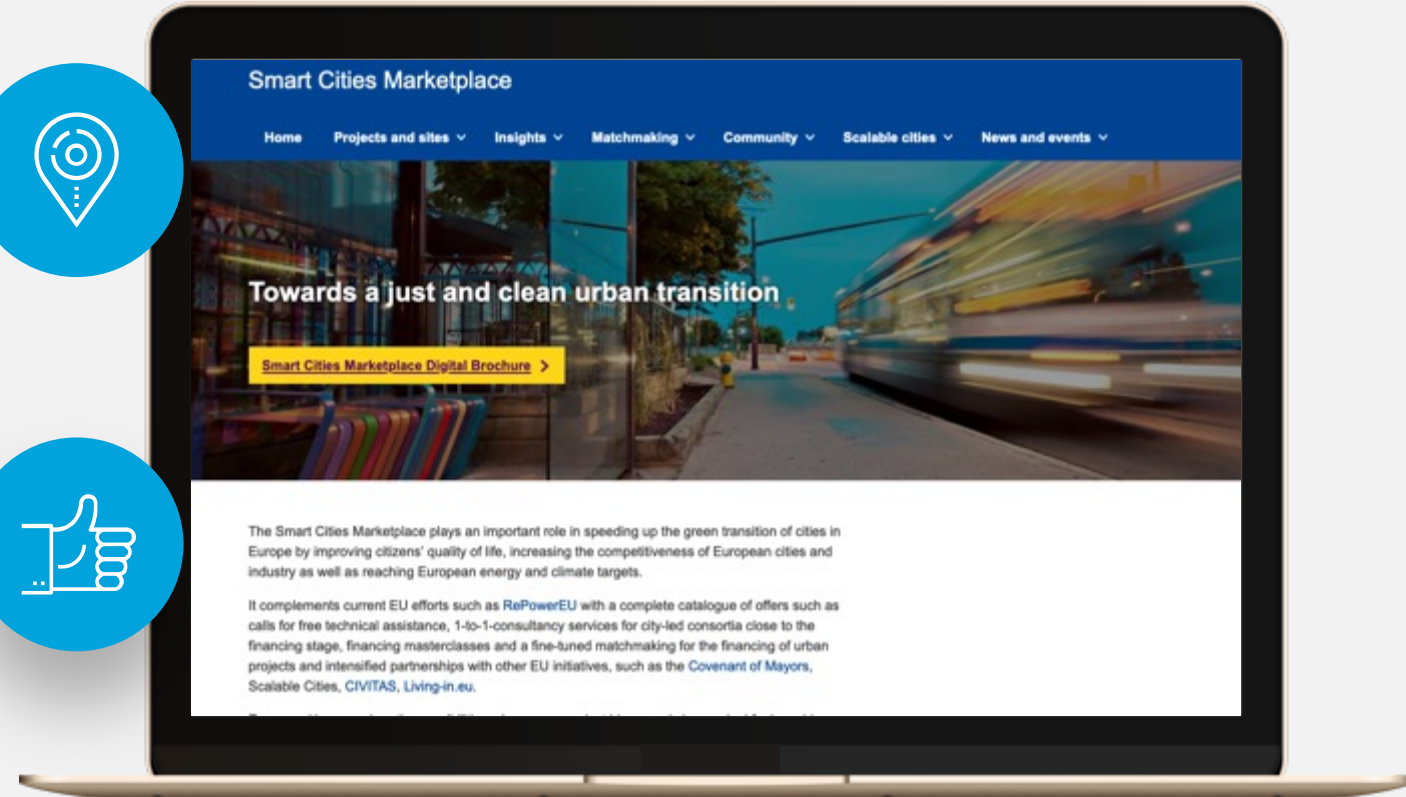 Smart Cities Marketplace
Home Projects and sites Insights Matchmaking Community Scalable cities News and events
Towards a just and clean urban transition
Smart Cities Marketplace Digital Brochure
The Smart Cities Marketplace plays an important role in speeding up the green transition of cities in
Europe by improving citizens' quality of life, increasing the competitiveness of European cities and
industry as well as reaching European energy and climate targets.
It complements current EU efforts such as RePowerEU with a complete catalogue of offers such as
calls for free technical assistance, 1-to-1-consultancy services for city-led consortia close to the
financing stage, financing masterclasses and a fine-tuned matchmaking for the financing of urban
projects and intensified partnerships with other EU initiatives, such as the Covenant of Mayors,
Scalable Cities, CIVITAS, Living-in.eu.